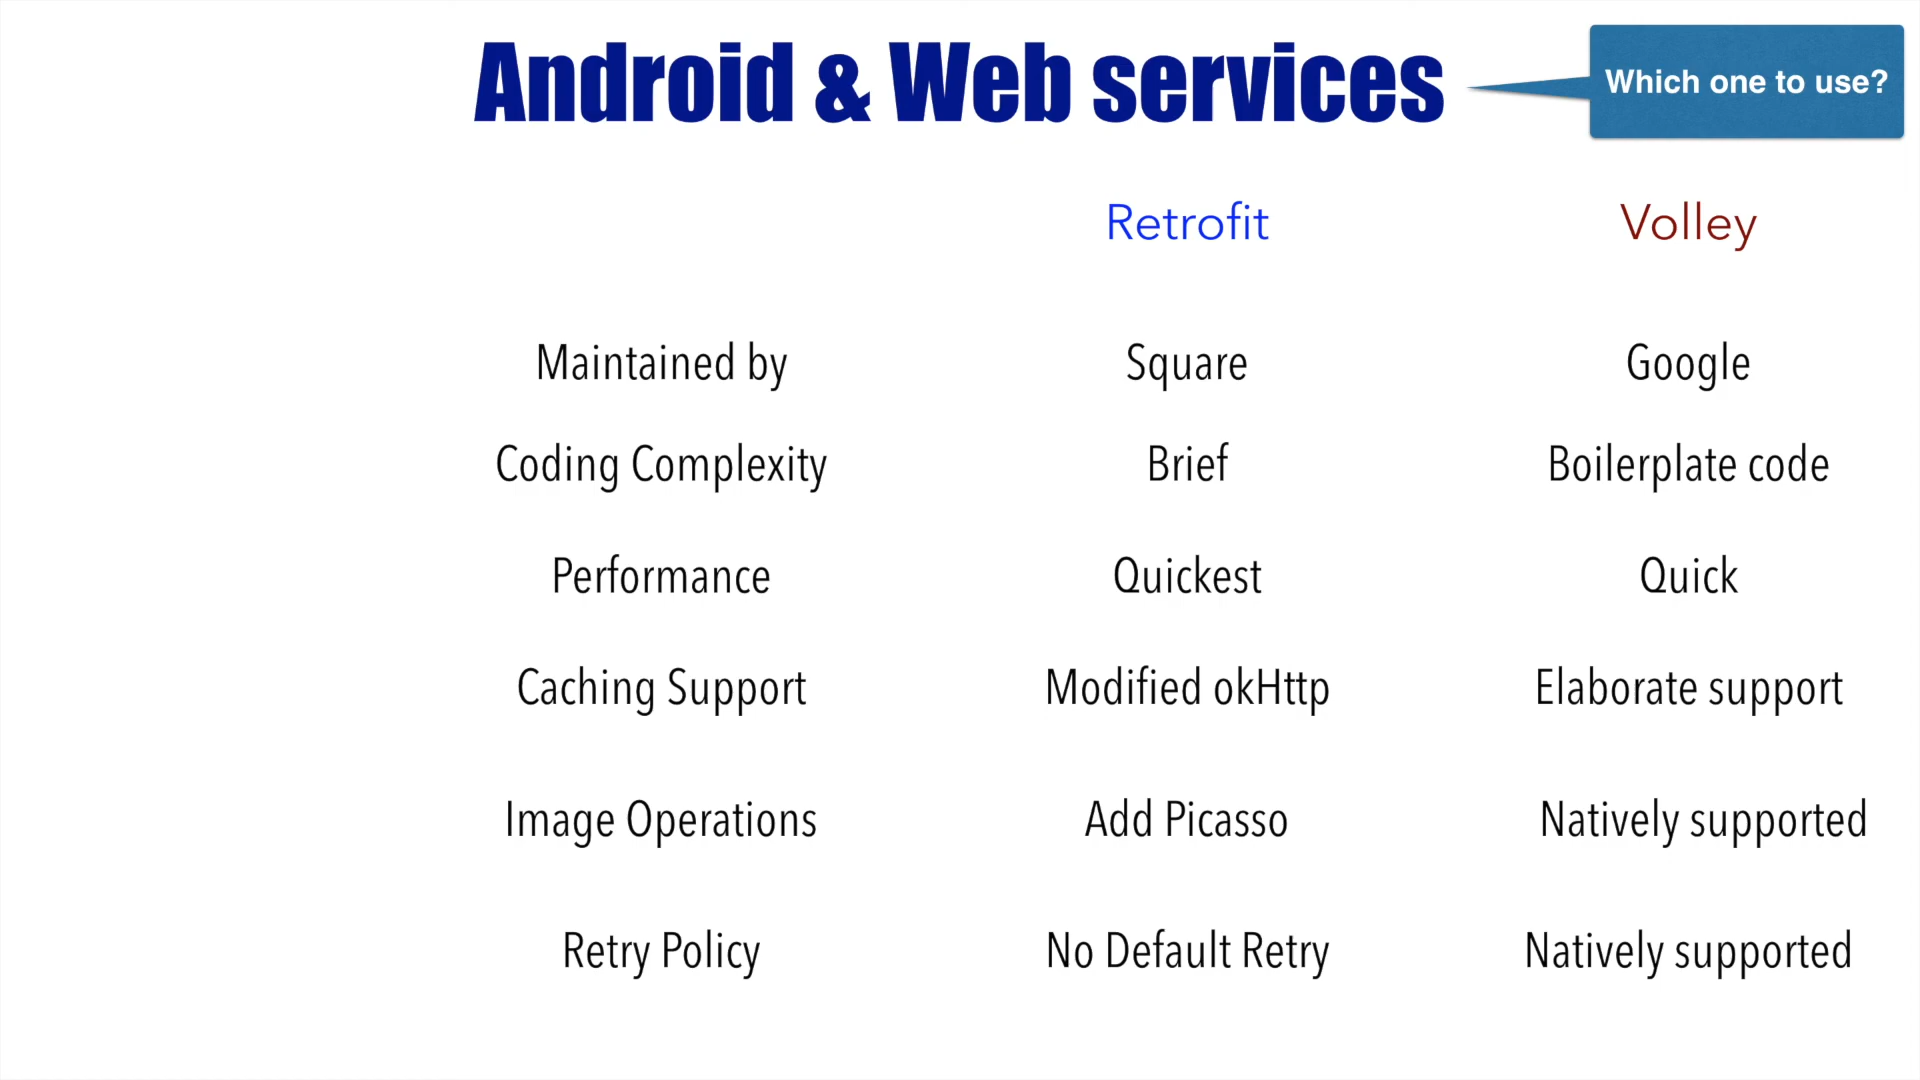 Android & Web services
Which one to use?
Retrofit Volley
Maintained by Square Google
Coding Complexity Brief Boilerplate code
Performance Quickest Quick
Caching Support Modified okHttp Elaborate support
Image Operations Add Picasso Natively supported
Retry Policy No Default Retry Natively supported